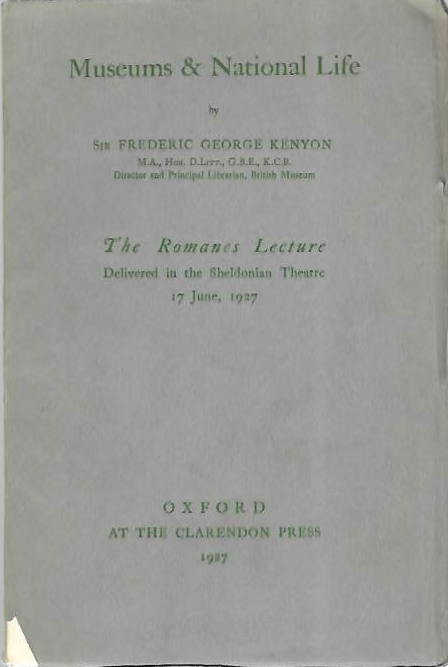 Museums & National Life
by
Sir FREDERIC GEORGE KENYON
M.A., Hon. D.Litt., G.B.E., K.C.B.
Director and Principal Librarian, British Museum
The Romanes Lecture
Delivered in the Sheldonian Theatre
17 June, 1927
OXFORD
AT THE CLARENDON PRESS
1927